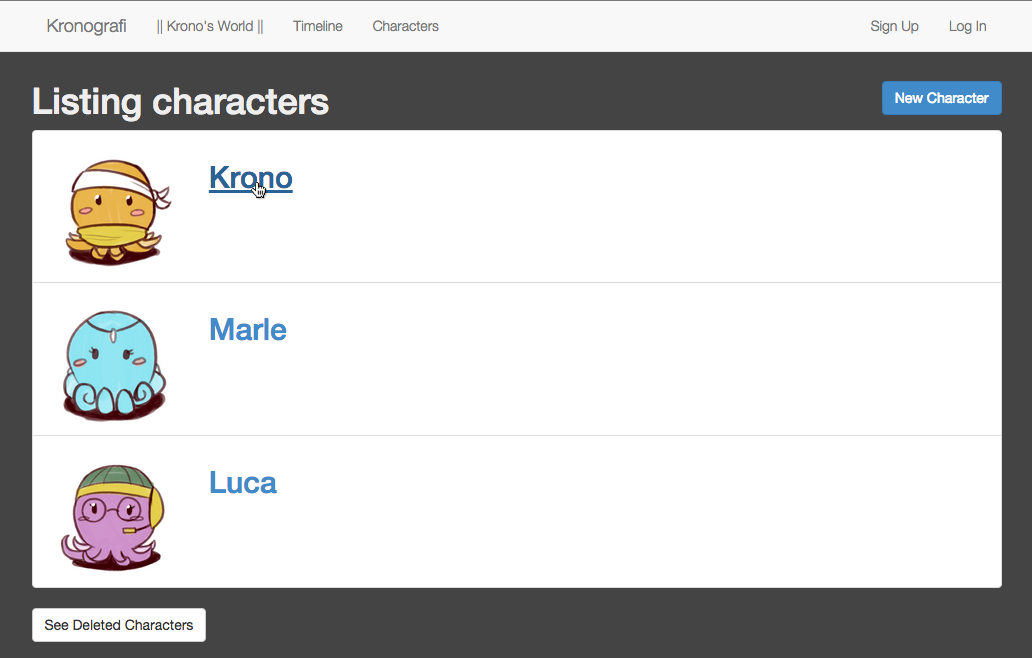 Kronografi || Krono's World || Timeline Characters Sign Up Log In
Listing characters New Character
Krono
Marle
Luca
See Deleted Characters